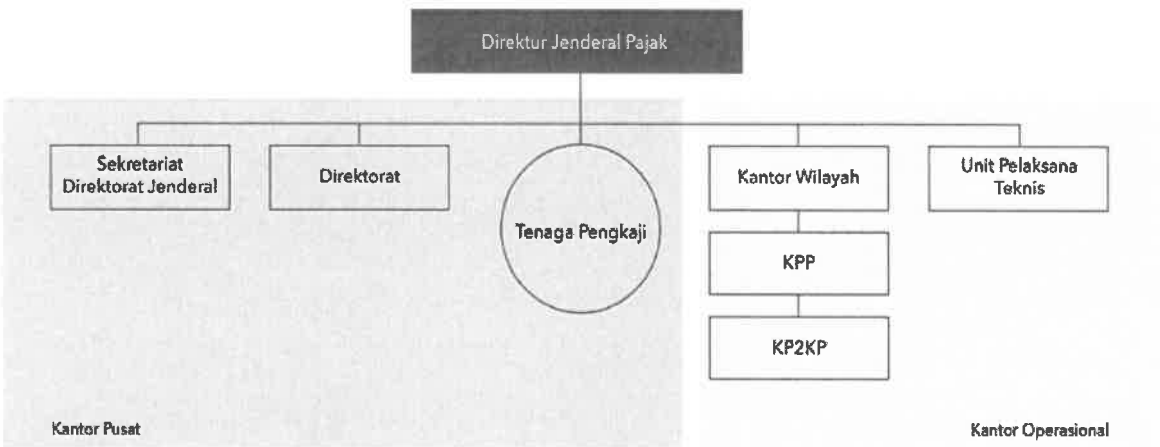 Direktur Jenderal Pajak
Sekretariat
Direktorat Jenderal
Direktorat
Tenaga Pengkaji
Kantor Wilayah
Unit Pelaksana
Teknis
KPP
KP2KP
Kantor Pusat
Kantor Operasional